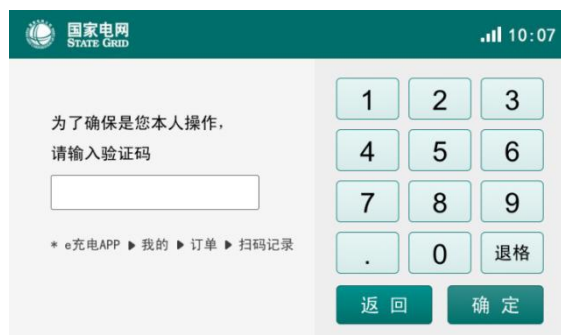 国家电网
STATE GRID
10:07
为了确保是您本人操作，
请输入验证码
* e充电APP ▶ 我的 ▶ 订单 ▶ 扫码记录
1 2 3
4 5 6
7 8 9
. 0 退格
返回 确定